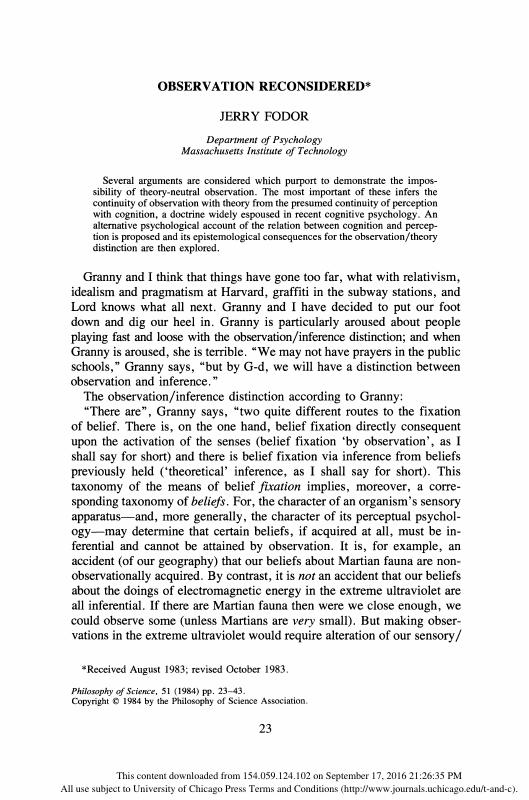 OBSERVATION RECONSIDERED*
JERRY FODOR
Department of Psychology
Massachusetts Institute of Technology
Several arguments are considered which purport to demonstrate the impos-
sibility of theory-neutral observation. The most important of these infers the
continuity of observation with theory from the presumed continuity of perception
with cognition, a doctrine widely espoused in recent cognitive psychology. An
alternative psychological account of the relation between cognition and percep-
tion is proposed and its epistemological consequences for the observation/theory
distinction are then explored.
Granny and I think that things have gone too far, what with relativism,
idealism and pragmatism at Harvard, graffiti in the subway stations, and
Lord knows what all next. Granny and I have decided to put our foot
down and dig our heel in. Granny is particularly aroused about people
playing fast and loose with the observation/inference distinction; and when
Granny is aroused, she is terrible. “We may not have prayers in the public
schools,” Granny says, “but by G-d, we will have a distinction between
observation and inference.”
The observation/inference distinction according to Granny:
“There are”, Granny says, “two quite different routes to the fixation
of belief. There is, on the one hand, belief fixation directly consequent
upon the activation of the senses (belief fixation ‘by observation’, as I
shall say for short) and there is belief fixation via inference from beliefs
previously held (‘theoretical’ inference, as I shall say for short). This
taxonomy of the means of belief fixation implies, moreover, a corre-
sponding taxonomy of beliefs. For, the character of an organism’s sensory
apparatus—and, more generally, the character of its perceptual psychol-
ogy—may determine that certain beliefs, if acquired at all, must be in-
ferential and cannot be attained by observation. It is, for example, an
accident (of our geography) that our beliefs about Martian fauna are non-
observationally acquired. By contrast, it is not an accident that our beliefs
about the doings of electromagnetic energy in the extreme ultraviolet are
all inferential. If there are Martian fauna then were we close enough, we
could observe some (unless Martians are very small). But making obser-
vations in the extreme ultraviolet would require alteration of our sensory/
*Received August 1983; revised October 1983.
Philosophy of Science, 51 (1984) pp. 23–43.
Copyright © 1984 by the Philosophy of Science Association.
23
This content downloaded from 154.059.124.102 on September 17, 2016 21:26:35 PM
All use subject to University of Chicago Press Terms and Conditions (http://www.journals.uchicago.edu/t-and-c).